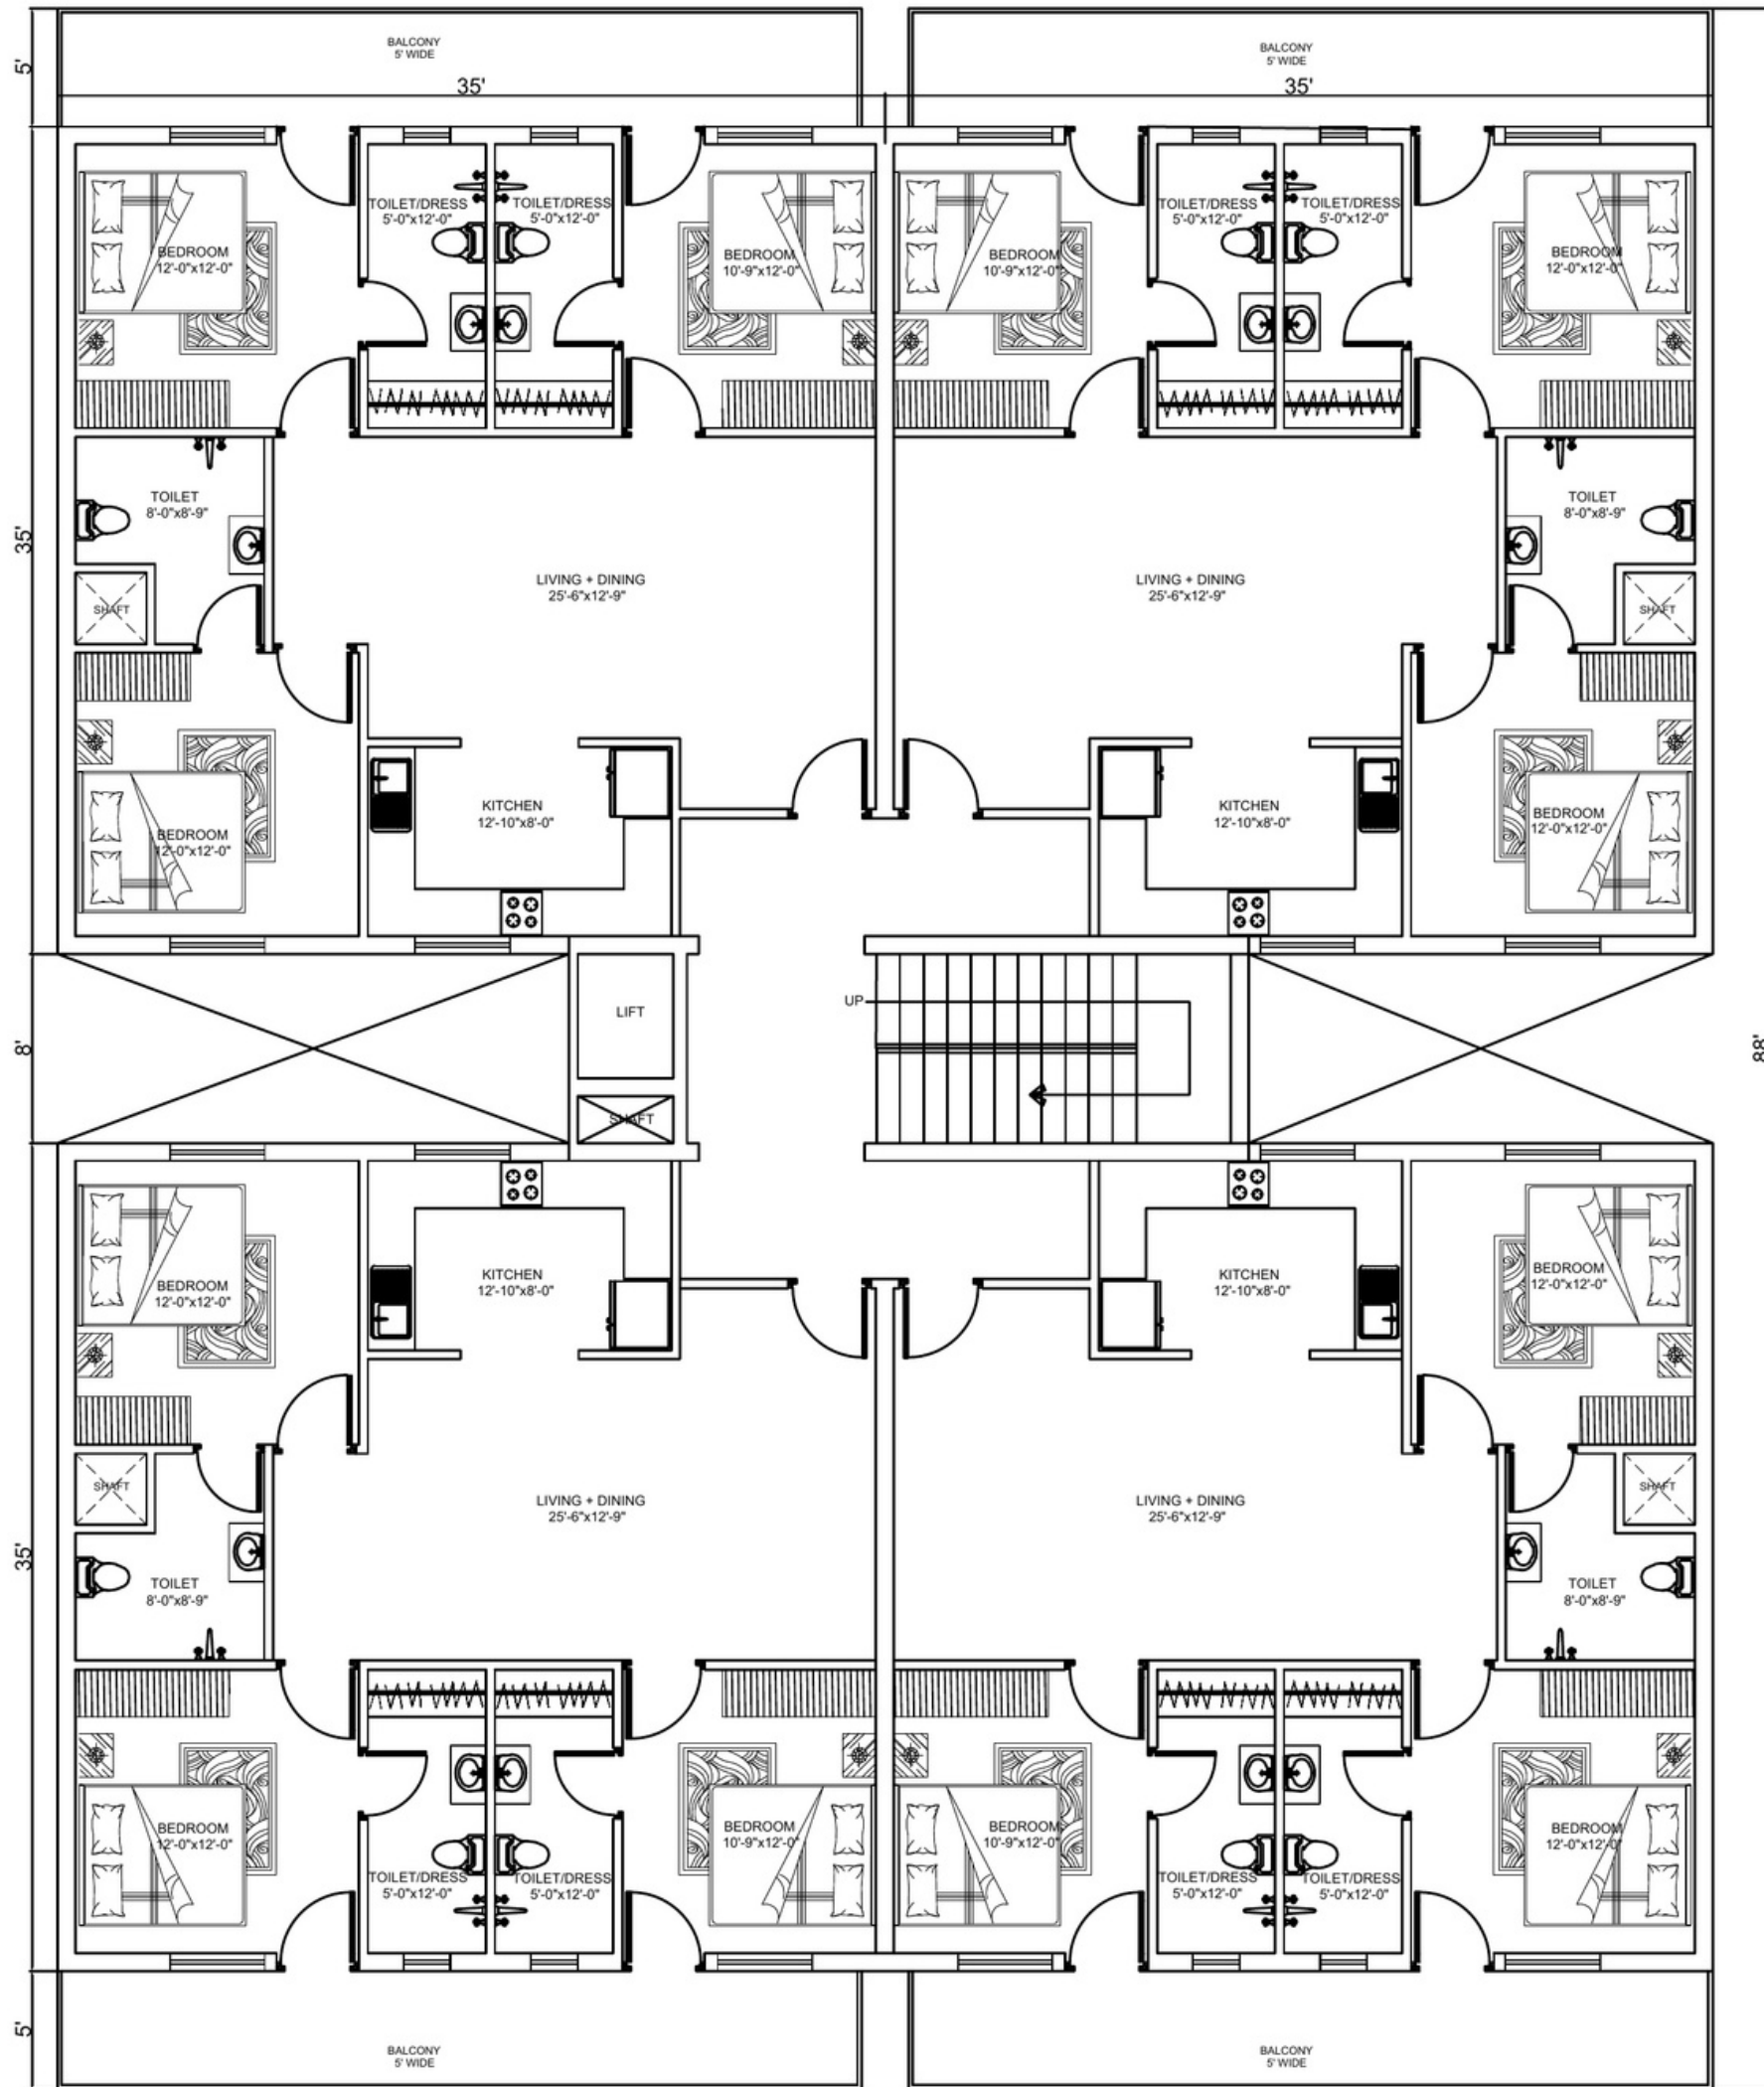 BALCONY
5' WIDE
BALCONY
5' WIDE
5'
35'
35'
TOILET/DRESS
5'-0"x12'-0"
TOILET/DRESS
5'-0"x12'-0"
TOILET/DRESS
5'-0"x12'-0"
TOILET/DRESS
5'-0"x12'-0"
BEDROOM
12'-0"x12'-0"
BEDROOM
10'-9"x12'-0"
BEDROOM
10'-9"x12'-0"
BEDROOM
12'-0"x12'-0"
TOILET
8'-0"x8'-9"
TOILET
8'-0"x8'-9"
35'
LIVING + DINING
25'-6"x12'-9"
LIVING + DINING
25'-6"x12'-9"
SHAFT
SHAFT
BEDROOM
12'-0"x12'-0"
KITCHEN
12'-10"x8'-0"
KITCHEN
12'-10"x8'-0"
BEDROOM
12'-0"x12'-0"
LIFT
UP
8'
88'
SHAFT
BEDROOM
12'-0"x12'-0"
KITCHEN
12'-10"x8'-0"
KITCHEN
12'-10"x8'-0"
BEDROOM
12'-0"x12'-0"
SHAFT
SHAFT
LIVING + DINING
25'-6"x12'-9"
LIVING + DINING
25'-6"x12'-9"
35'
TOILET
8'-0"x8'-9"
TOILET
8'-0"x8'-9"
BEDROOM
12'-0"x12'-0"
BEDROOM
10'-9"x12'-0"
BEDROOM
10'-9"x12'-0"
BEDROOM
12'-0"x12'-0"
TOILET/DRESS
5'-0"x12'-0"
TOILET/DRESS
5'-0"x12'-0"
TOILET/DRESS
5'-0"x12'-0"
TOILET/DRESS
5'-0"x12'-0"
5'
BALCONY
5' WIDE
BALCONY
5' WIDE